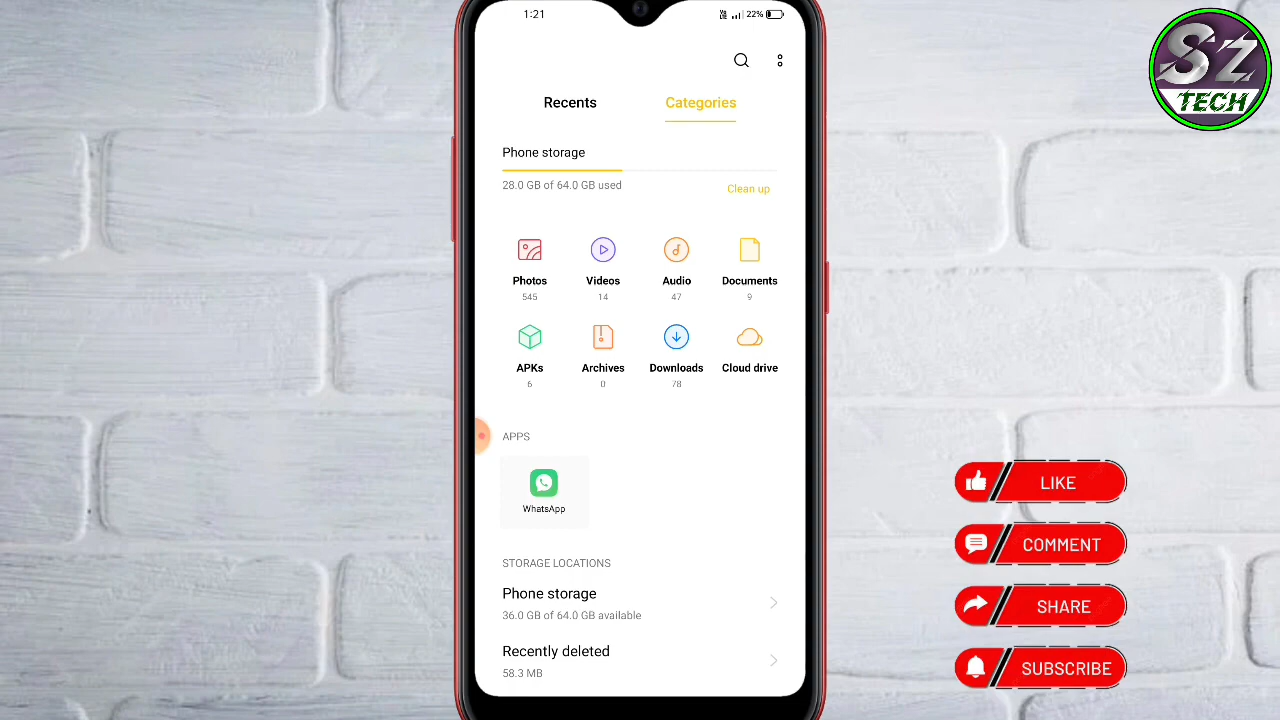 1:21
22%
Recents
Categories
Phone storage
28.0 GB of 64.0 GB used
Clean up
Photos
Videos
Audio
Documents
545
14
47
9
APKs
Archives
Downloads
Cloud drive
6
0
78
APPS
WhatsApp
STORAGE LOCATIONS
Phone storage
36.0 GB of 64.0 GB available
Recently deleted
58.3 MB
SZ
TECH
LIKE
COMMENT
SHARE
SUBSCRIBE